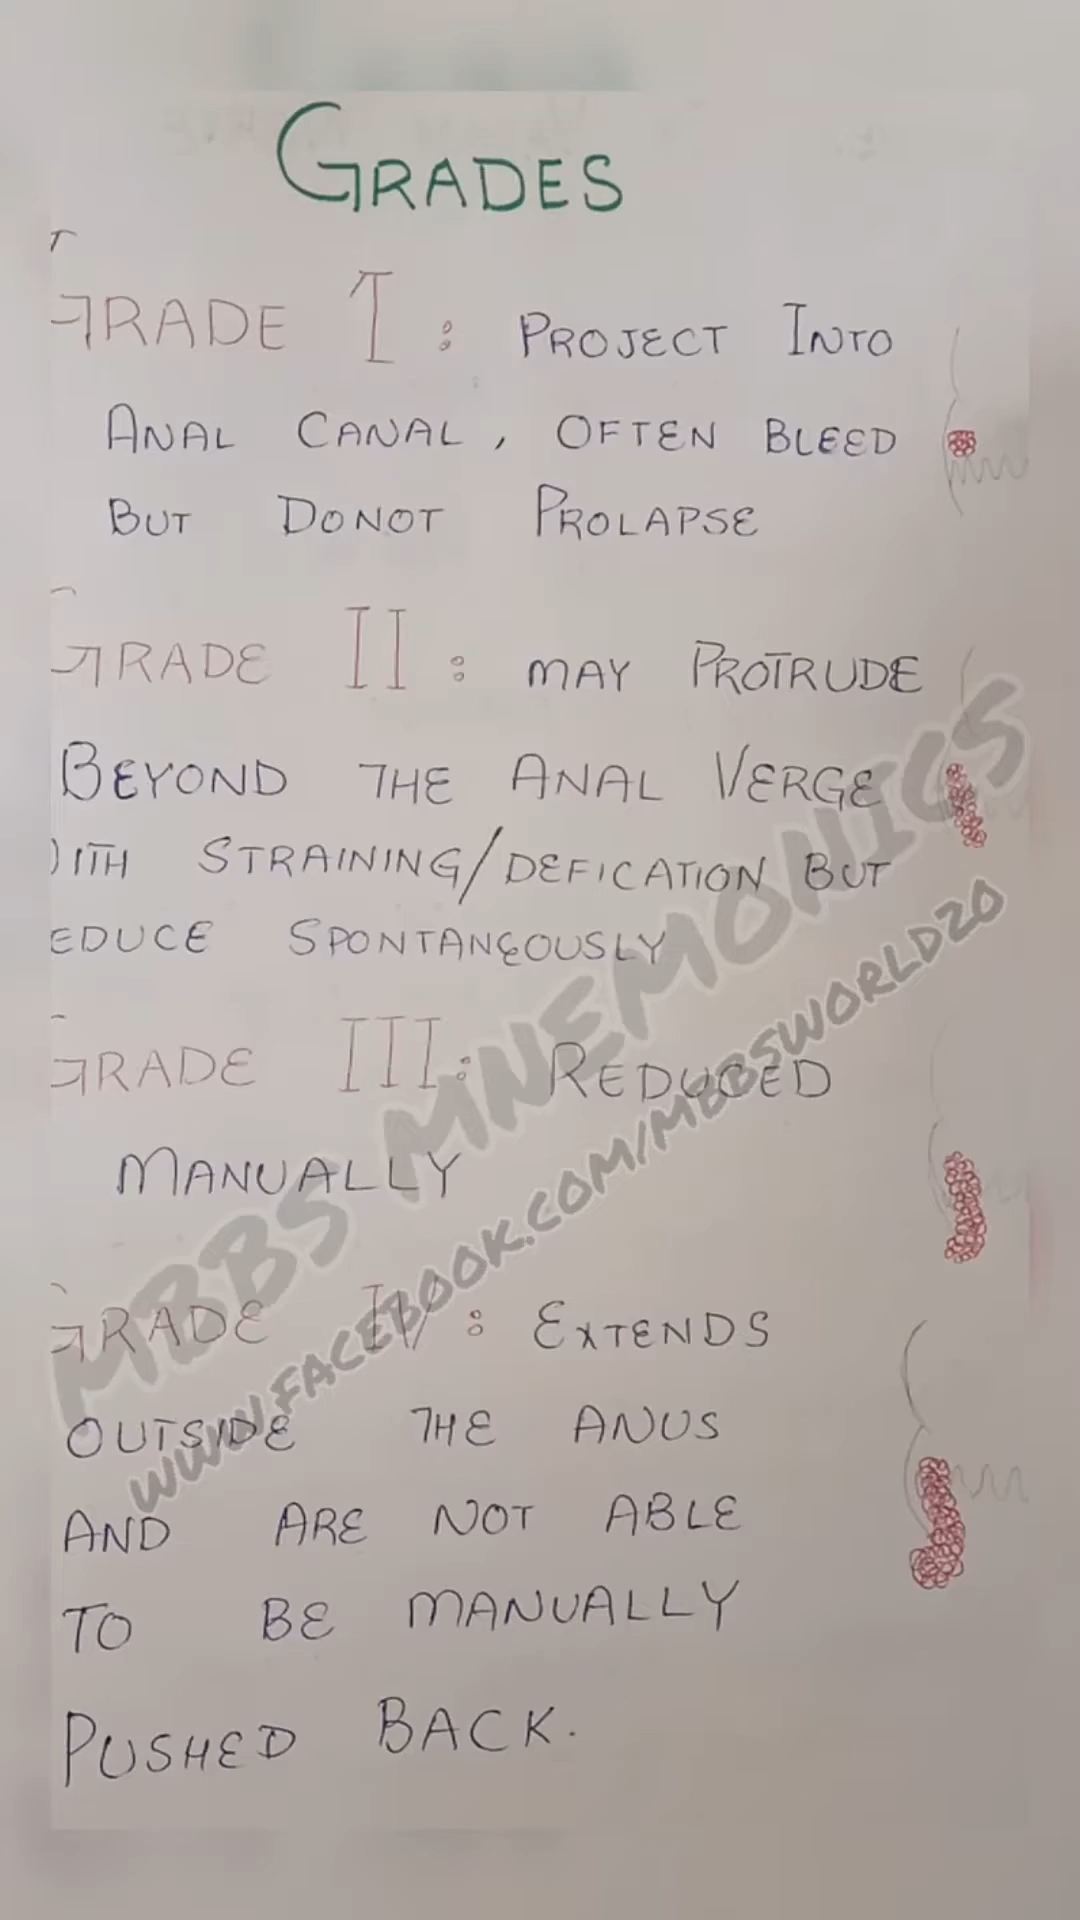 GRADES
GRADE I : PROJECT INTO
ANAL CANAL, OFTEN BLEED
BUT DONOT PROLAPSE
GRADE II : MAY PROTRUDE
BEYOND THE ANAL VERGE
WITH STRAINING/DEFICATION BUT
EDUCE SPONTANEOUSLY
GRADE III : REDUCED
MANUALLY
GRADE IV : EXTENDS
OUTSIDE THE ANUS
AND ARE NOT ABLE
TO BE MANUALLY
PUSHED BACK.
MBBS MNEMONICS
WWW.FACEBOOK.COM/MBBSWORLD20